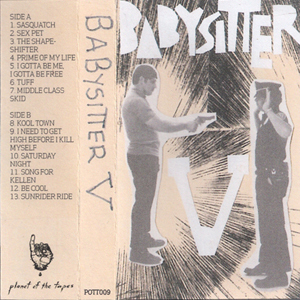 SIDE A
1. SASQUATCH
2. SEX PET
3. THE SHAPE-
SHIFTER
4. PRIME OF MY LIFE
5. I GOTTA BE ME,
I GOTTA BE FREE
6. TUFF
7. MIDDLE CLASS
SKID
SIDE B
8. KOOL TOWN
9. I NEED TO GET
HIGH BEFORE I KILL
MYSELF
10. SATURDAY
NIGHT
11. SONG FOR
KELLEN
12. BE COOL
13. SUNRIDER RIDE
planet of the tapes
BABYSITTER V
POTT009
BABYSITTER
V